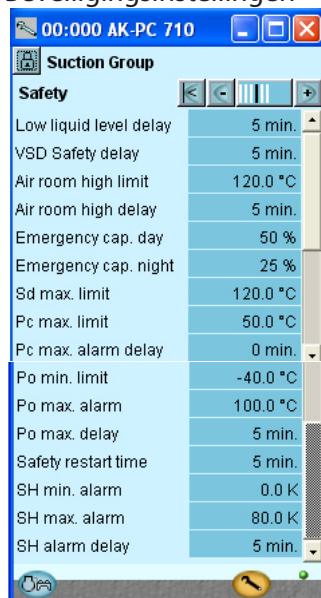 00:000 AK-PC 710
Suction Group
Safety
Low liquid level delay 5 min.
VSD Safety delay 5 min.
Air room high limit 120.0 °C
Air room high delay 5 min.
Emergency cap. day 50 %
Emergency cap. night 25 %
Sd max. limit 120.0 °C
Pc max. limit 50.0 °C
Pc max. alarm delay 0 min.
Po min. limit -40.0 °C
Po max. alarm 100.0 °C
Po max. delay 5 min.
Safety restart time 5 min.
SH min. alarm 0.0 K
SH max. alarm 80.0 K
SH alarm delay 5 min.